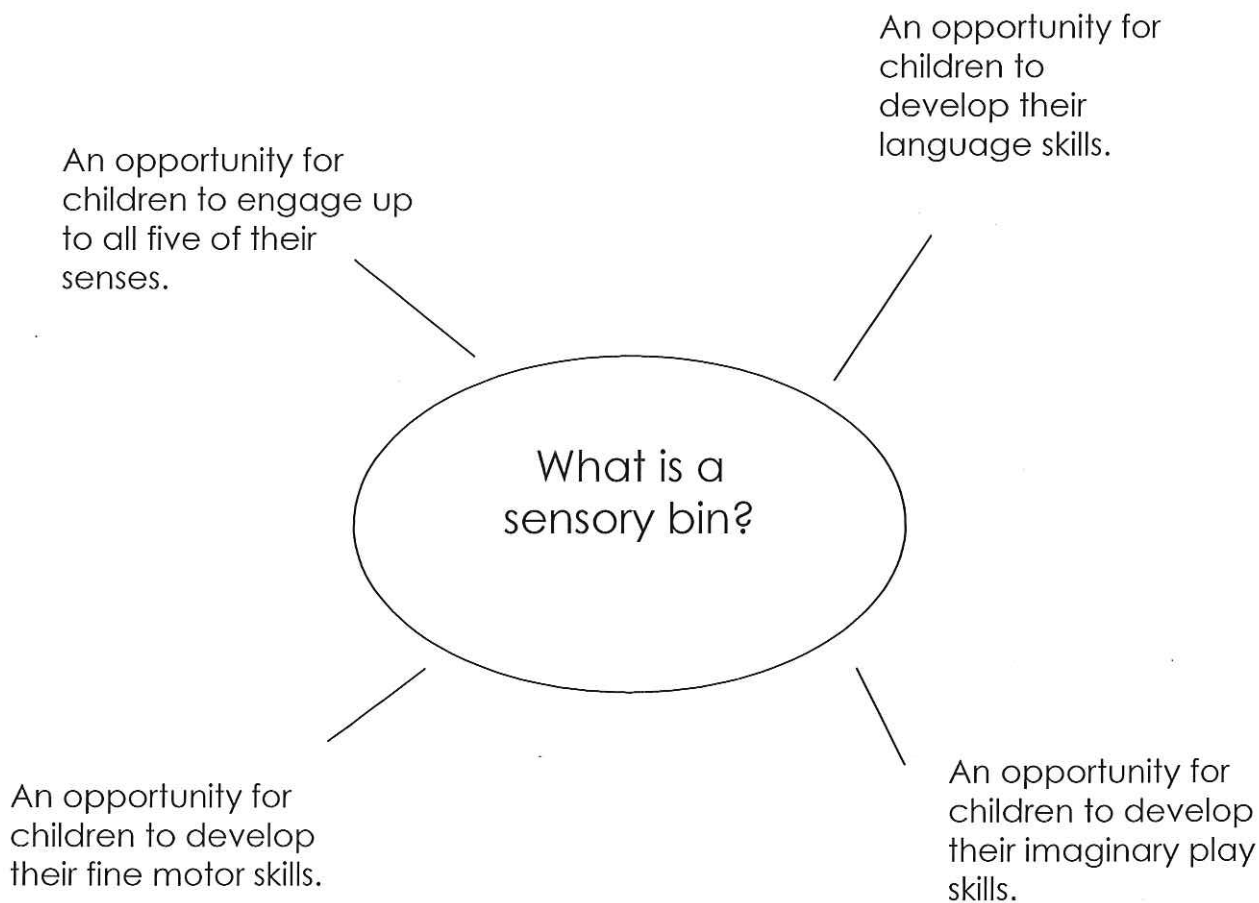 An opportunity for
children to
develop their
language skills.
An opportunity for
children to engage up
to all five of their
senses.
What is a
sensory bin?
An opportunity for
children to develop
their fine motor skills.
An opportunity for
children to develop
their imaginary play
skills.